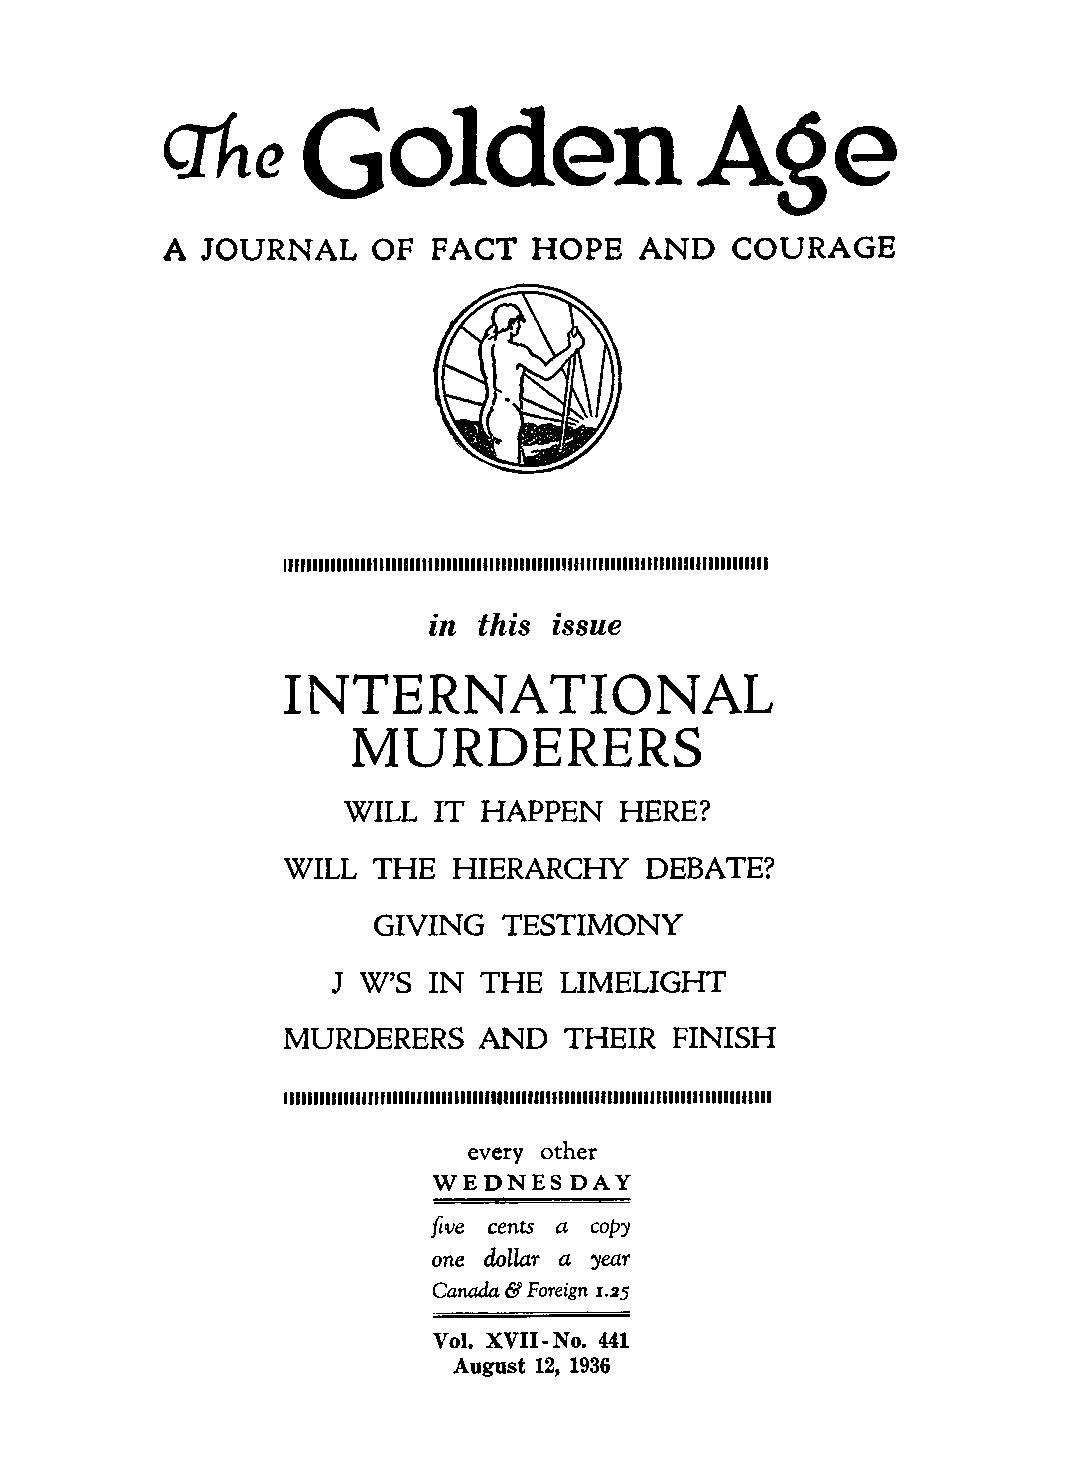 The Golden Age
A JOURNAL OF FACT HOPE AND COURAGE
in this issue
INTERNATIONAL
MURDERERS
WILL IT HAPPEN HERE?
WILL THE HIERARCHY DEBATE?
GIVING TESTIMONY
J W'S IN THE LIMELIGHT
MURDERERS AND THEIR FINISH
every other
WEDNESDAY
five cents a copy
one dollar a year
Canada & Foreign 1.25
Vol. XVII - No. 441
August 12, 1936